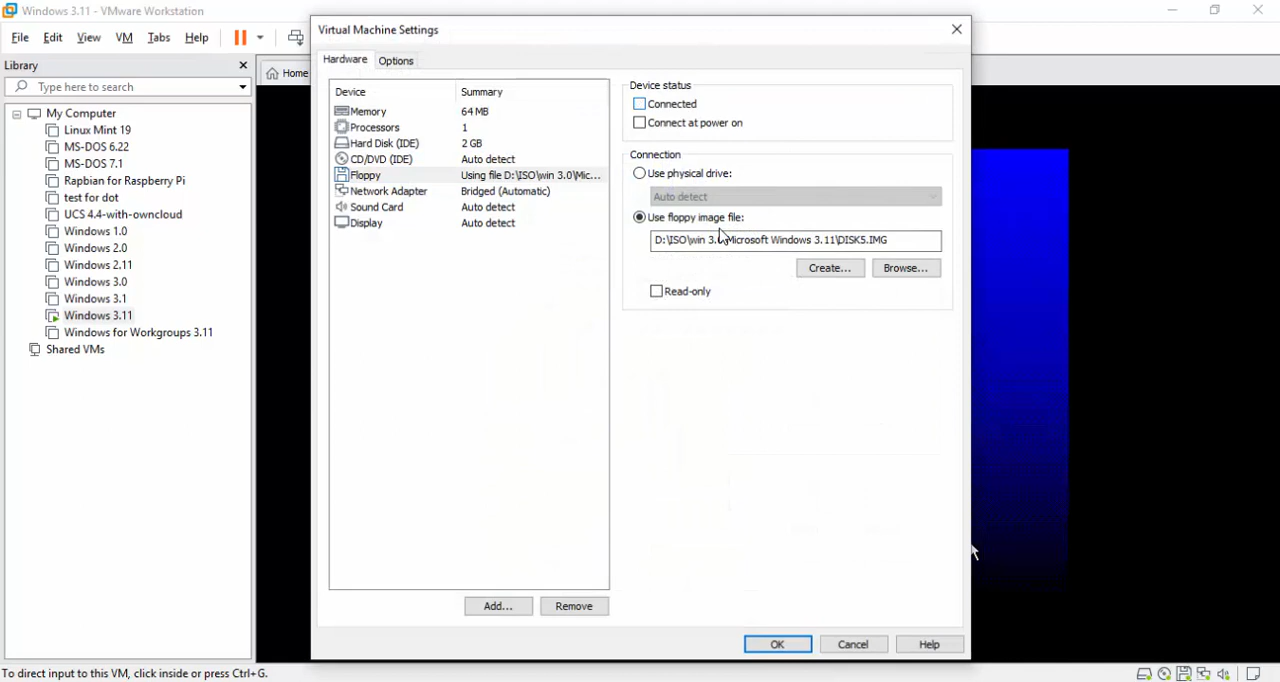 Windows 3.11 - VMware Workstation
File Edit View VM Tabs Help
Library
Type here to search
My Computer
Linux Mint 19
MS-DOS 6.22
MS-DOS 7.1
Rapbian for Raspberry Pi
test for dot
UCS 4.4-with-owncloud
Windows 1.0
Windows 2.0
Windows 2.11
Windows 3.0
Windows 3.1
Windows 3.11
Windows for Workgroups 3.11
Shared VMs
Home
Virtual Machine Settings
Hardware Options
Device Summary
Memory 64 MB
Processors 1
Hard Disk (IDE) 2 GB
CD/DVD (IDE) Auto detect
Floppy Using file D:\ISO\win 3.0\Mic...
Network Adapter Bridged (Automatic)
Sound Card Auto detect
Display Auto detect
Add... Remove
Device status
Connected
Connect at power on
Connection
Use physical drive:
Auto detect
Use floppy image file:
D:\ISO\win 3.0\Microsoft Windows 3.11\DISK5.IMG
Create... Browse...
Read-only
OK Cancel Help
To direct input to this VM, click inside or press Ctrl+G.